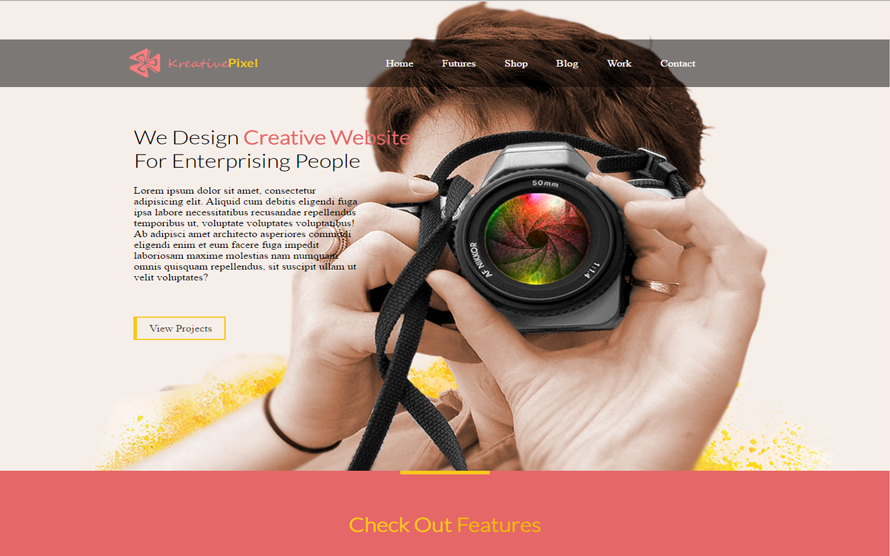 KreativePixel
Home Futures Shop Blog Work Contact
We Design Creative Website
For Enterprising People
Lorem ipsum dolor sit amet, consectetur
adipisicing elit. Aliquid cum debitis eligendi fuga
ipsa labore necessitatibus recusandae repellendus
temporibus ut, voluptate voluptates voluptatibus!
Ab adipisci amet architecto asperiores commodi
eligendi enim et eum facere fuga impedit
laboriosam maxime molestias nam numquam
omnis quisquam repellendus, sit suscipit ullam ut
velit voluptates?
50mm
AF NIKKOR
1:1.4
View Projects
Check Out Features